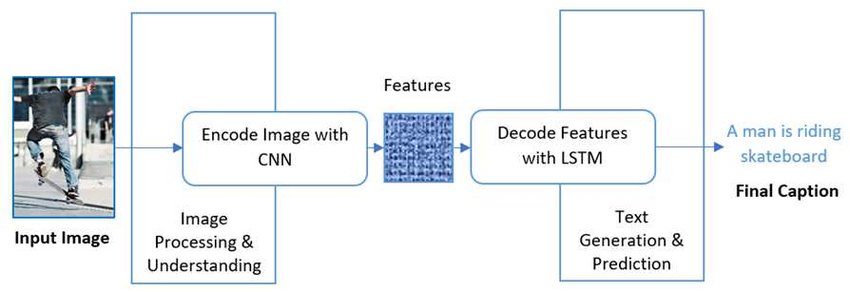 Features
Encode Image with
CNN
Decode Features
with LSTM
A man is riding
skateboard
Final Caption
Input Image
Image
Processing &
Understanding
Text
Generation &
Prediction